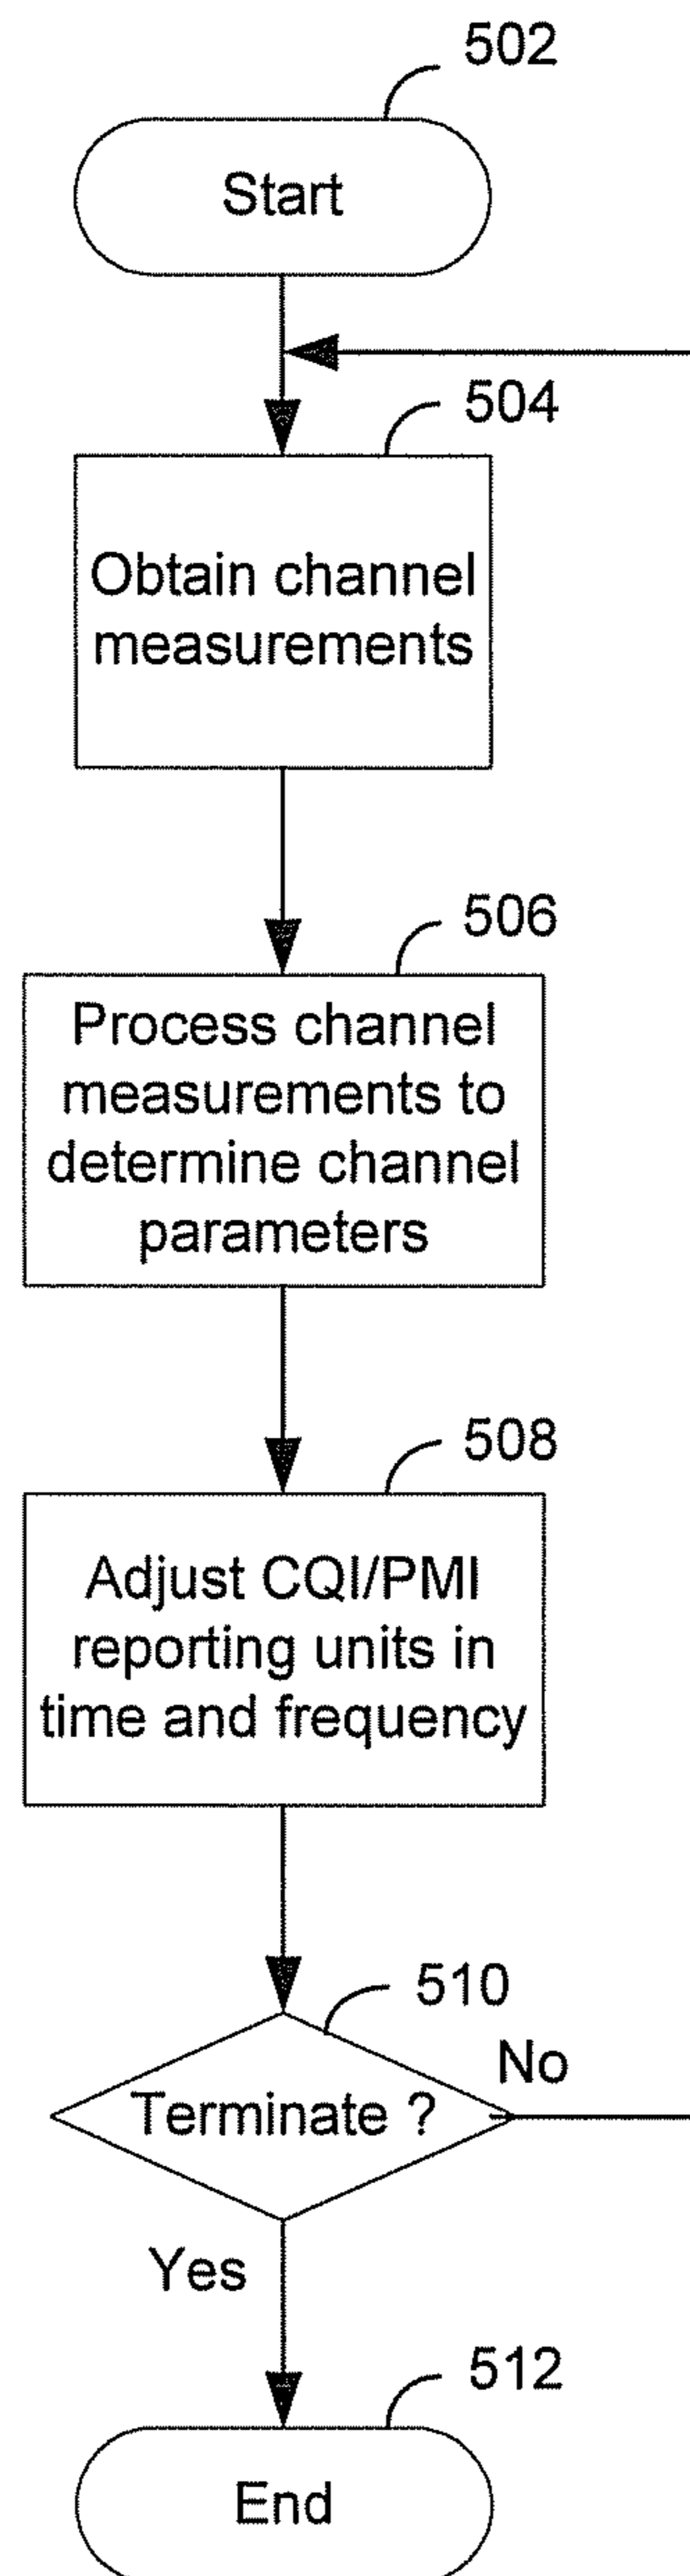 502
Start
504
Obtain channel
measurements
506
Process channel
measurements to
determine channel
parameters
508
Adjust CQI/PMI
reporting units in
time and frequency
510
Terminate ?
No
Yes
512
End